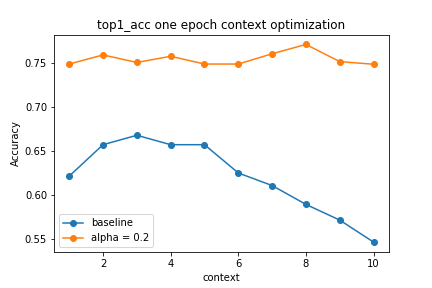 top1_acc one epoch context optimization
Accuracy
0.75
0.70
0.65
0.60
0.55
baseline
alpha = 0.2
2 4 6 8 10
context